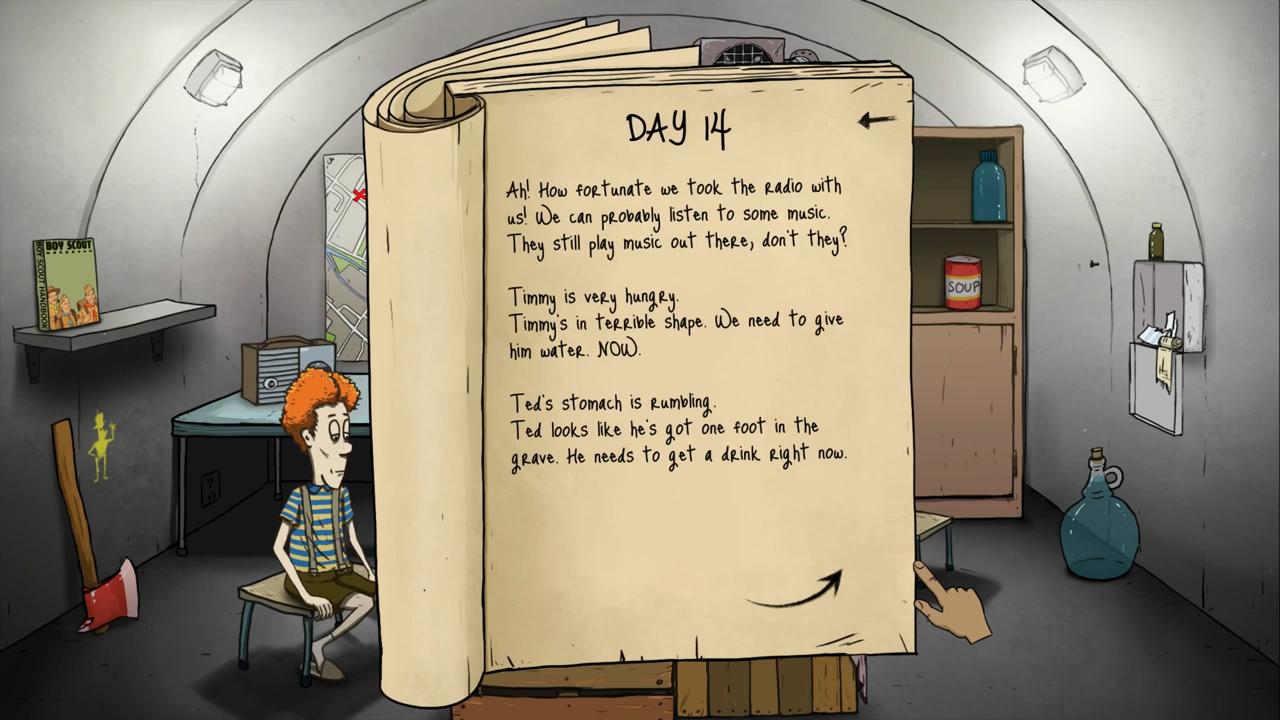 DAY 14
Ah! How fortunate we took the radio with
us! We can probably listen to some music.
They still play music out there, don't they?
Timmy is very hungry.
Timmy's in terrible shape. We need to give
him water. NOW.
Ted's stomach is rumbling.
Ted looks like he's got one foot in the
grave. He needs to get a drink right now.
BOY SCOUT
BOY SCOUT HANDBOOK
SOUP